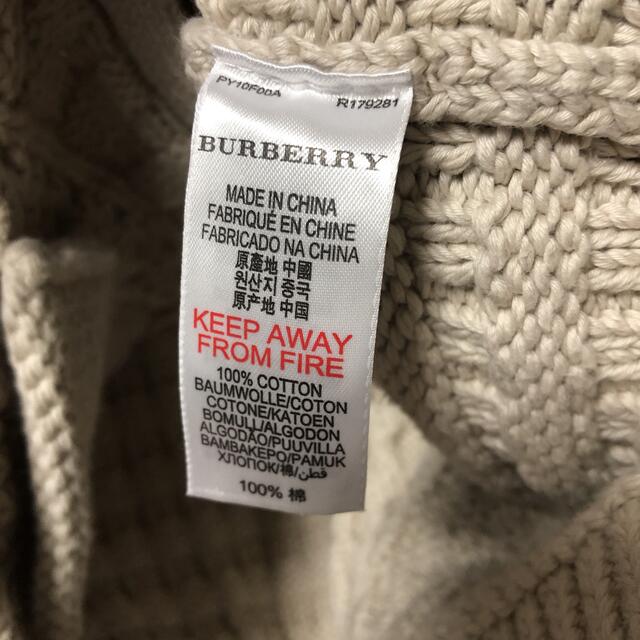 PY10F00A R179281
BURBERRY
MADE IN CHINA
FABRIQUÉ EN CHINE
FABRICADO NA CHINA
原產地 中國
원산지 중국
原产地 中国
KEEP AWAY
FROM FIRE
100% COTTON
BAUMWOLLE/COTON
COTONE/KATOEN
BOMULL/ALGODON
ALGODÃO/PUUVILLA
BAMBAKEPO/PAMUK
ХЛОПОК/棉/قطن
100% 棉